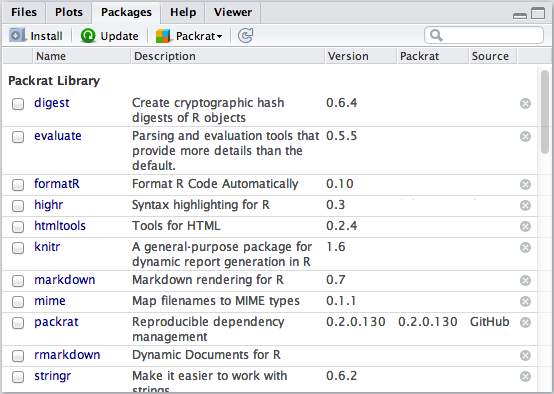 Files Plots Packages Help Viewer
Install Update Packrat
Name Description Version Packrat Source
Packrat Library
digest Create cryptographic hash 0.6.4
digests of R objects
evaluate Parsing and evaluation tools that 0.5.5
provide more details than the
default.
formatR Format R Code Automatically 0.10
highr Syntax highlighting for R 0.3
htmltools Tools for HTML 0.2.4
knitr A general-purpose package for 1.6
dynamic report generation in R
markdown Markdown rendering for R 0.7
mime Map filenames to MIME types 0.1.1
packrat Reproducible dependency 0.2.0.130 0.2.0.130 GitHub
management
rmarkdown Dynamic Documents for R
stringr Make it easier to work with 0.6.2
strings